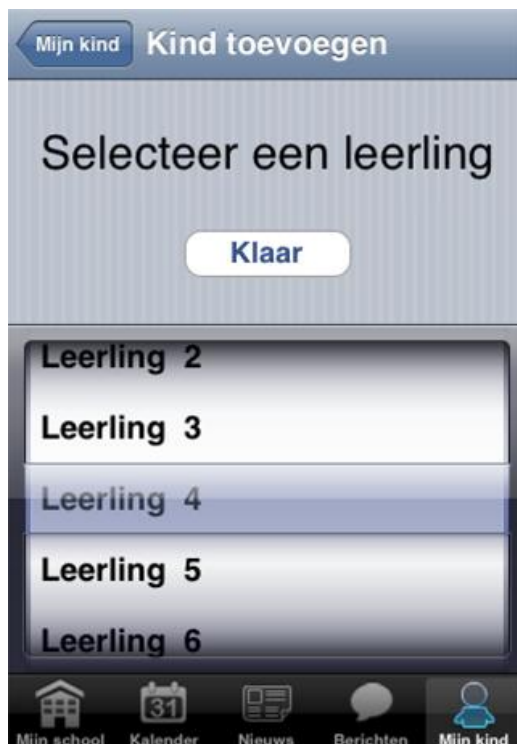 Mijn kind Kind toevoegen
Selecteer een leerling
Klaar
Leerling 2
Leerling 3
Leerling 4
Leerling 5
Leerling 6
31
Mijn school Kalender Nieuws Berichten Mijn kind